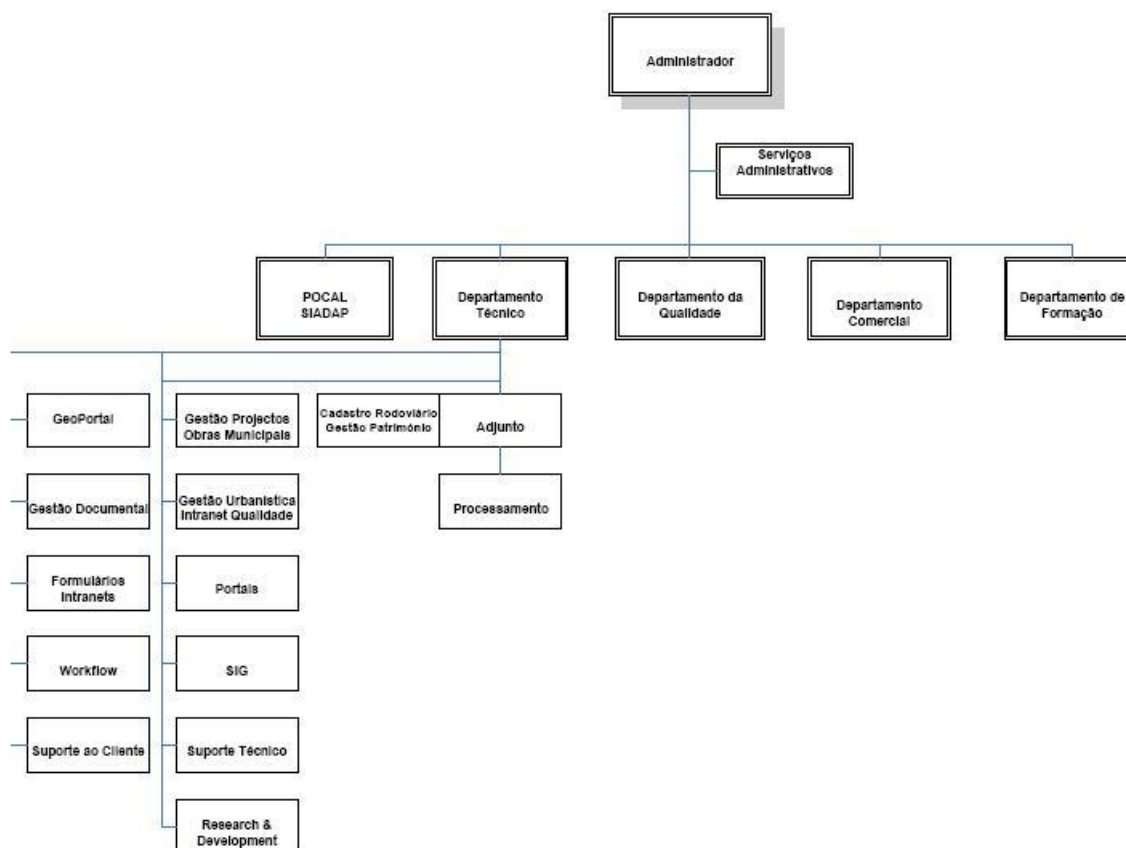 Administrador
Serviços
Administrativos
POCAL
SIADAP
Departamento
Técnico
Departamento da
Qualidade
Departamento
Comercial
Departamento de
Formação
GeoPortal
Gestão Projectos
Obras Municipais
Cadastro Rodoviário
Gestão Património
Adjunto
Gestão Documental
Gestão Urbanística
Intranet Qualidade
Processamento
Formulários
Intranets
Portais
Workflow
SIG
Suporte ao Cliente
Suporte Técnico
Research &
Development